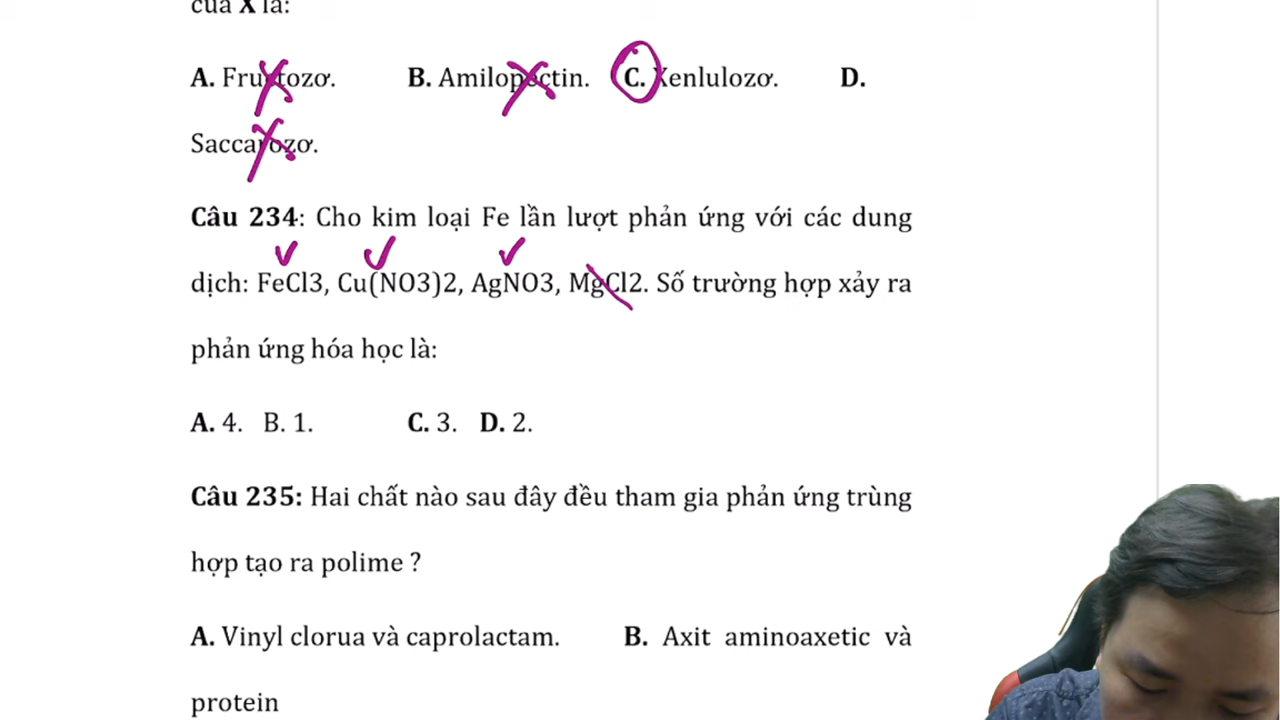 của X là:
A. Fructozơ. B. Amilopectin. C. Xenlulozơ. D.
Saccarozơ.
Câu 234: Cho kim loại Fe lần lượt phản ứng với các dung
dịch: FeCl3, Cu(NO3)2, AgNO3, MgCl2. Số trường hợp xảy ra
phản ứng hóa học là:
A. 4. B. 1. C. 3. D. 2.
Câu 235: Hai chất nào sau đây đều tham gia phản ứng trùng
hợp tạo ra polime ?
A. Vinyl clorua và caprolactam. B. Axit aminoaxetic và
protein